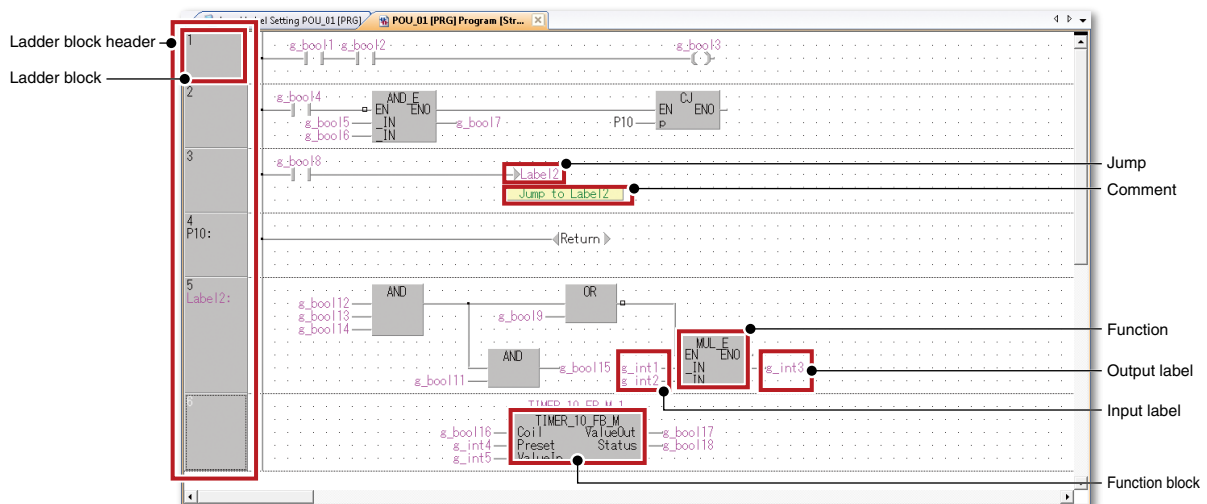 el Setting POU_01 [PRG]
POU_01 [PRG] Program [Str...
Ladder block header
Ladder block
1
g_bool1 g_bool2 g_bool3
2
g_bool4
AND_E
EN ENO
g_bool5 _IN g_bool7
g_bool6 _IN
CJ
EN ENO
P10 p
3
g_bool8
Label2
Jump
Jump to Label2
Comment
4
P10:
Return
5
Label2:
AND
g_bool12
g_bool13
g_bool14
OR
g_bool9
AND
g_bool11
g_bool15
g_int1
g_int2
MUL_E
EN ENO
_IN
_IN
g_int3
Function
Output label
Input label
6
TIMER_10_FB_M_1
TIMER_10_FB_M
g_bool16 Coil ValueOut g_bool17
g_int4 Preset Status g_bool18
g_int5 ValueIn
Function block